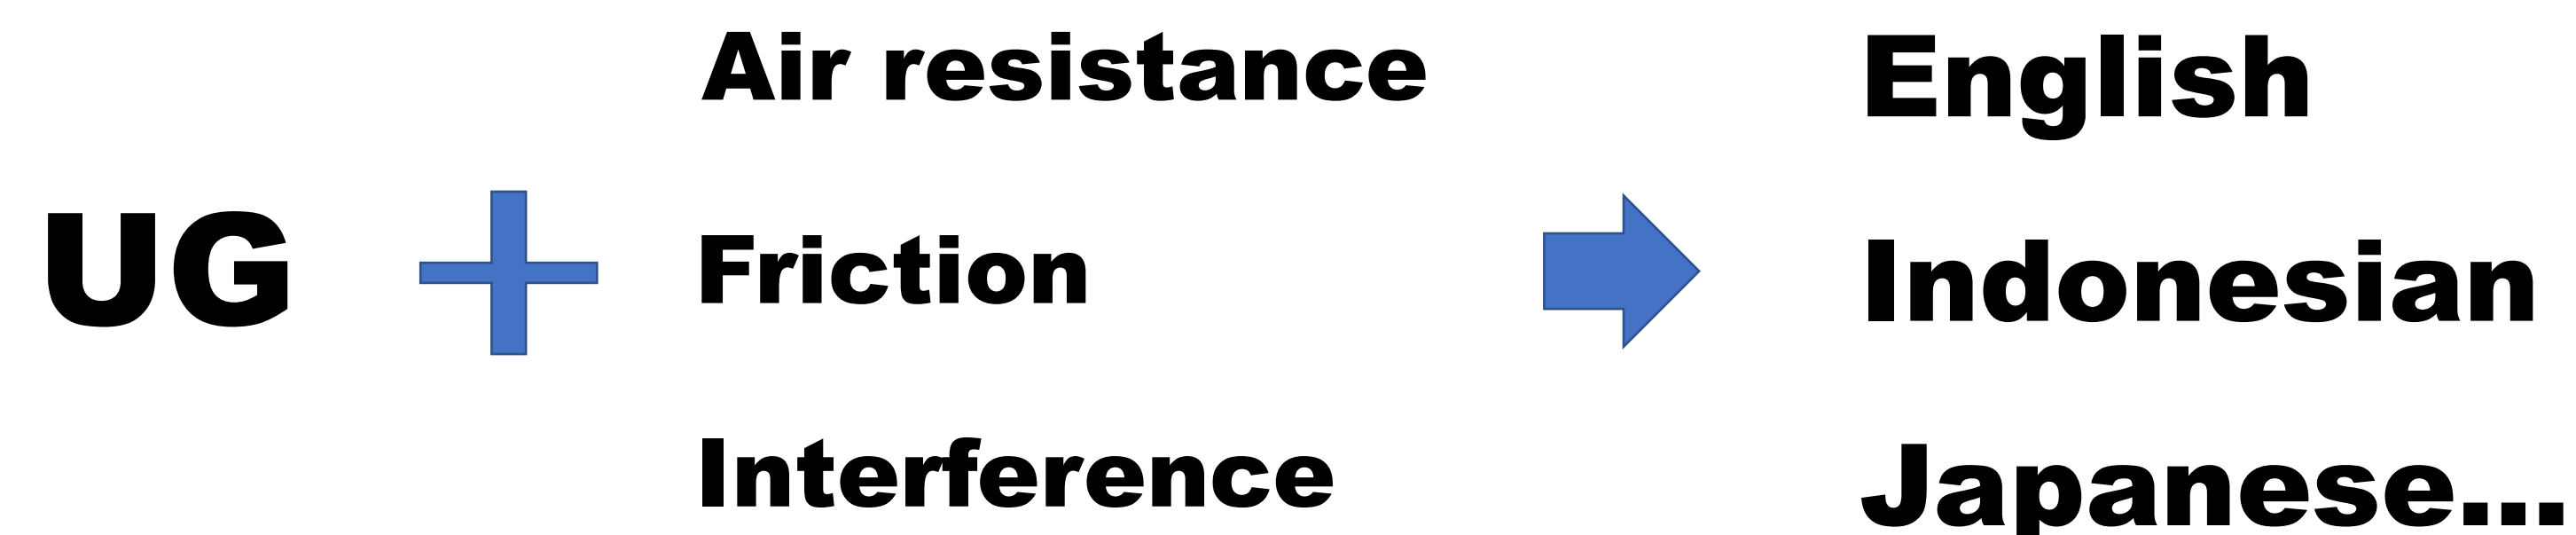 UG
Air resistance
Friction
Interference
English
Indonesian
Japanese...